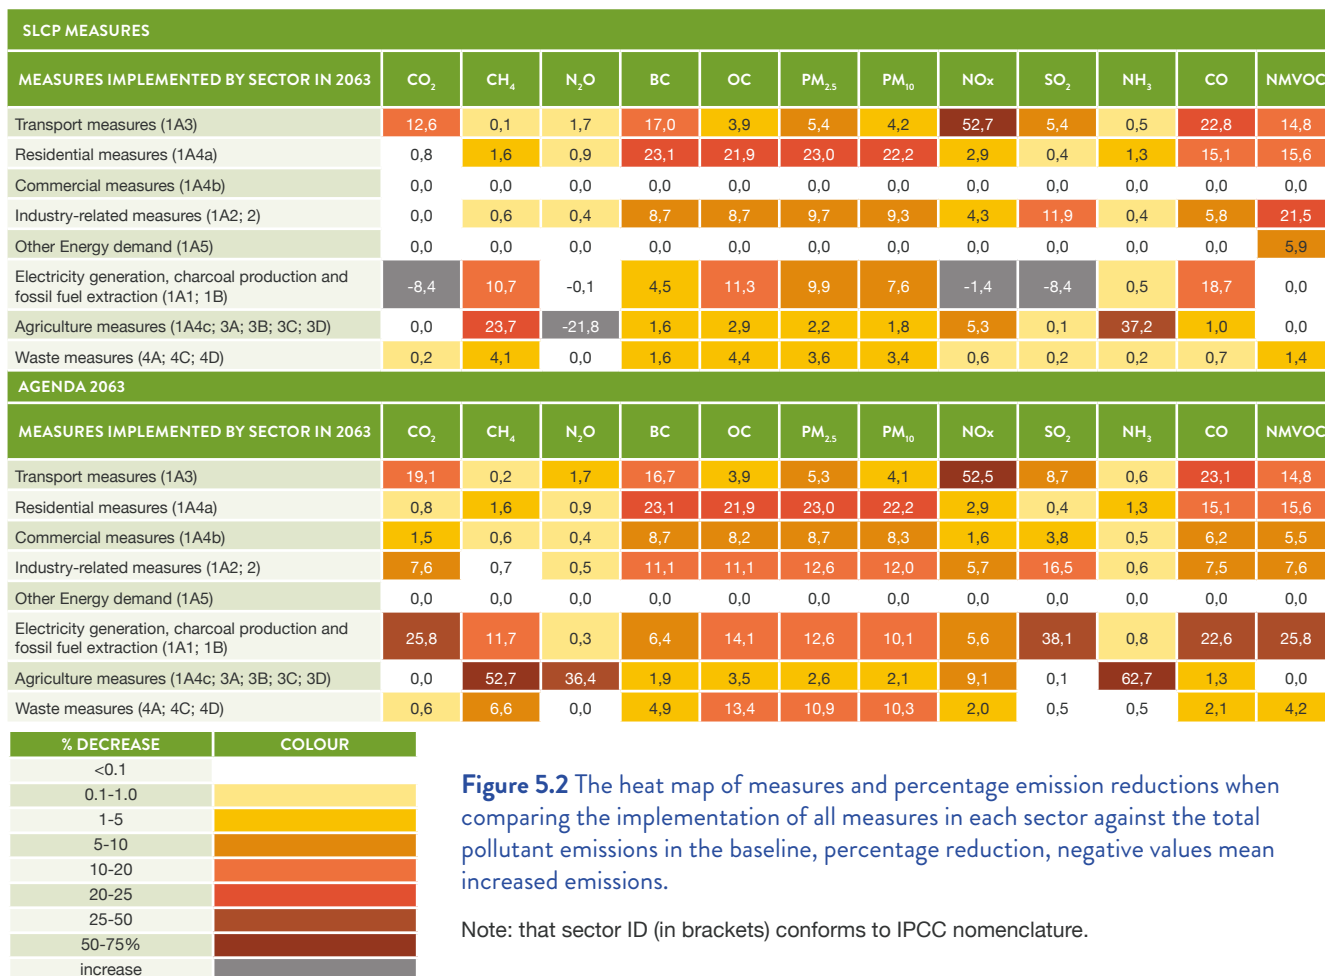 SLCP MEASURES
MEASURES IMPLEMENTED BY SECTOR IN 2063 CO₂ CH₄ N₂O BC OC PM₂.₅ PM₁₀ NOx SO₂ NH₃ CO NMVOC
Transport measures (1A3) 12,6 0,1 1,7 17,0 3,9 5,4 4,2 52,7 5,4 0,5 22,8 14,8
Residential measures (1A4a) 0,8 1,6 0,9 23,1 21,9 23,0 22,2 2,9 0,4 1,3 15,1 15,6
Commercial measures (1A4b) 0,0 0,0 0,0 0,0 0,0 0,0 0,0 0,0 0,0 0,0 0,0 0,0
Industry-related measures (1A2; 2) 0,0 0,6 0,4 8,7 8,7 9,7 9,3 4,3 11,9 0,4 5,8 21,5
Other Energy demand (1A5) 0,0 0,0 0,0 0,0 0,0 0,0 0,0 0,0 0,0 0,0 0,0 5,9
Electricity generation, charcoal production and
fossil fuel extraction (1A1; 1B) -8,4 10,7 -0,1 4,5 11,3 9,9 7,6 -1,4 -8,4 0,5 18,7 0,0
Agriculture measures (1A4c; 3A; 3B; 3C; 3D) 0,0 23,7 -21,8 1,6 2,9 2,2 1,8 5,3 0,1 37,2 1,0 0,0
Waste measures (4A; 4C; 4D) 0,2 4,1 0,0 1,6 4,4 3,6 3,4 0,6 0,2 0,2 0,7 1,4
AGENDA 2063
MEASURES IMPLEMENTED BY SECTOR IN 2063 CO₂ CH₄ N₂O BC OC PM₂.₅ PM₁₀ NOx SO₂ NH₃ CO NMVOC
Transport measures (1A3) 19,1 0,2 1,7 16,7 3,9 5,3 4,1 52,5 8,7 0,6 23,1 14,8
Residential measures (1A4a) 0,8 1,6 0,9 23,1 21,9 23,0 22,2 2,9 0,4 1,3 15,1 15,6
Commercial measures (1A4b) 1,5 0,6 0,4 8,7 8,2 8,7 8,3 1,6 3,8 0,5 6,2 5,5
Industry-related measures (1A2; 2) 7,6 0,7 0,5 11,1 11,1 12,6 12,0 5,7 16,5 0,6 7,5 7,6
Other Energy demand (1A5) 0,0 0,0 0,0 0,0 0,0 0,0 0,0 0,0 0,0 0,0 0,0 0,0
Electricity generation, charcoal production and
fossil fuel extraction (1A1; 1B) 25,8 11,7 0,3 6,4 14,1 12,6 10,1 5,6 38,1 0,8 22,6 25,8
Agriculture measures (1A4c; 3A; 3B; 3C; 3D) 0,0 52,7 36,4 1,9 3,5 2,6 2,1 9,1 0,1 62,7 1,3 0,0
Waste measures (4A; 4C; 4D) 0,6 6,6 0,0 4,9 13,4 10,9 10,3 2,0 0,5 0,5 2,1 4,2
% DECREASE COLOUR
<0.1
0.1-1.0
1-5
5-10
10-20
20-25
25-50
50-75%
increase
Figure 5.2 The heat map of measures and percentage emission reductions when
comparing the implementation of all measures in each sector against the total
pollutant emissions in the baseline, percentage reduction, negative values mean
increased emissions.
Note: that sector ID (in brackets) conforms to IPCC nomenclature.